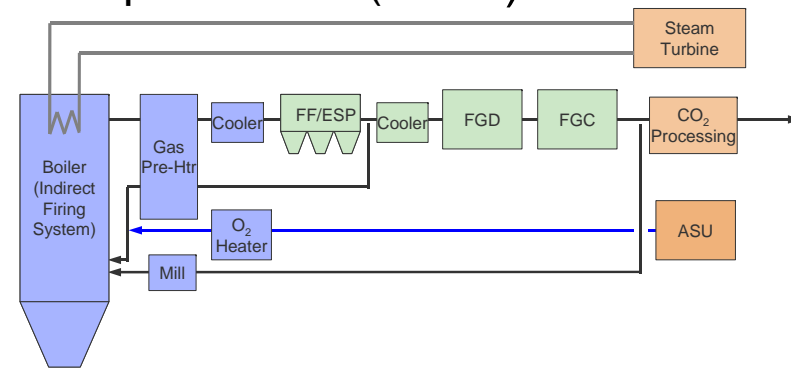 Steam
Turbine
Boiler
(Indirect
Firing
System)
Gas
Pre-Htr
Cooler
FF/ESP
Cooler
FGD
FGC
CO₂
Processing
O₂
Heater
ASU
Mill